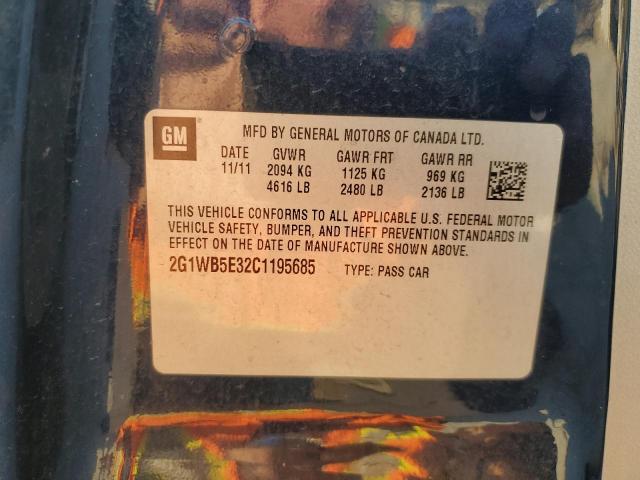 GM
MFD BY GENERAL MOTORS OF CANADA LTD.
DATE GVWR GAWR FRT GAWR RR
11/11 2094 KG 1125 KG 969 KG
4616 LB 2480 LB 2136 LB
THIS VEHICLE CONFORMS TO ALL APPLICABLE U.S. FEDERAL MOTOR
VEHICLE SAFETY, BUMPER, AND THEFT PREVENTION STANDARDS IN
EFFECT ON THE DATE OF MANUFACTURE SHOWN ABOVE.
2G1WB5E32C1195685 TYPE: PASS CAR